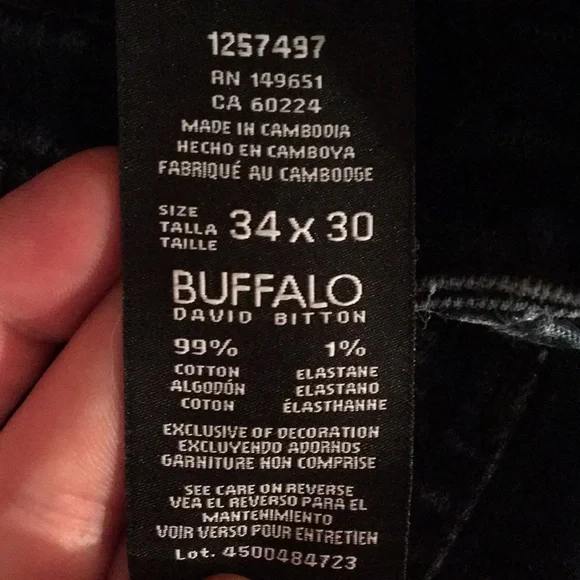 1257497
RN 149651
CA 60224
MADE IN CAMBODIA
HECHO EN CAMBOYA
FABRIQUÉ AU CAMBODGE
SIZE
TALLA 34 X 30
TAILLE
BUFFALO
DAVID BITTON
99% 1%
COTTON ELASTANE
ALGODÓN ELASTANO
COTON ÉLASTHANNE
EXCLUSIVE OF DECORATION
EXCLUYENDO ADORNOS
GARNITURE NON COMPRISE
SEE CARE ON REVERSE
VEA EL REVERSO PARA EL
MANTENIMIENTO
VOIR VERSO POUR ENTRETIEN
Lot. 4500484723